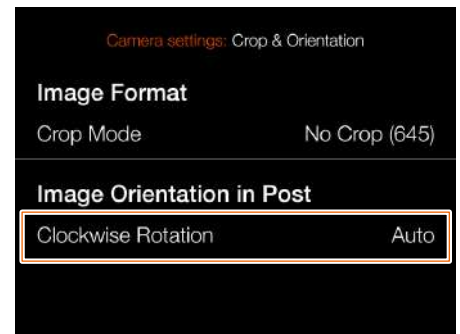 Camera settings: Crop & Orientation
Image Format
Crop Mode No Crop (645)
Image Orientation in Post
Clockwise Rotation Auto